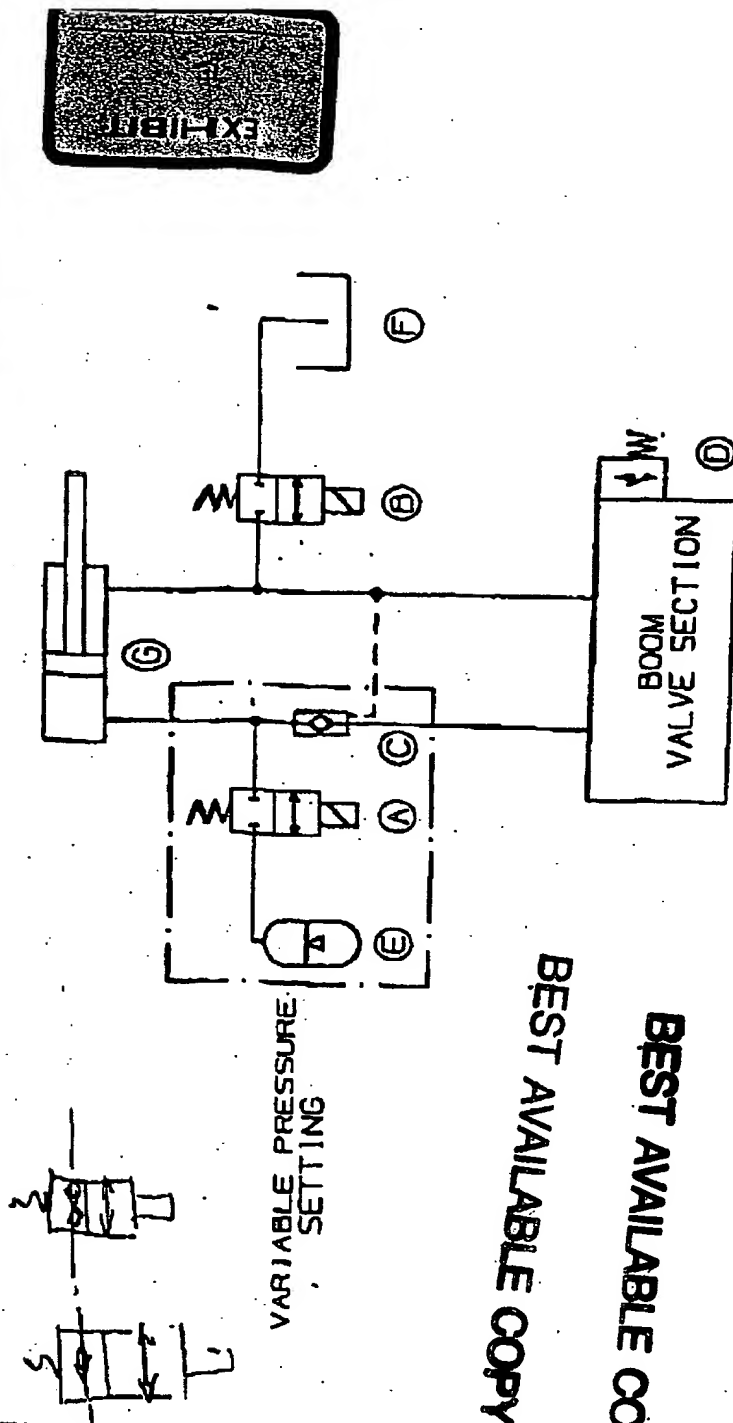 EXHIBIT
F
B
G
C
A
E
D
BOOM
VALVE SECTION
VARIABLE PRESSURE
SETTING
BEST AVAILABLE COPY
BEST AVAILABLE CO